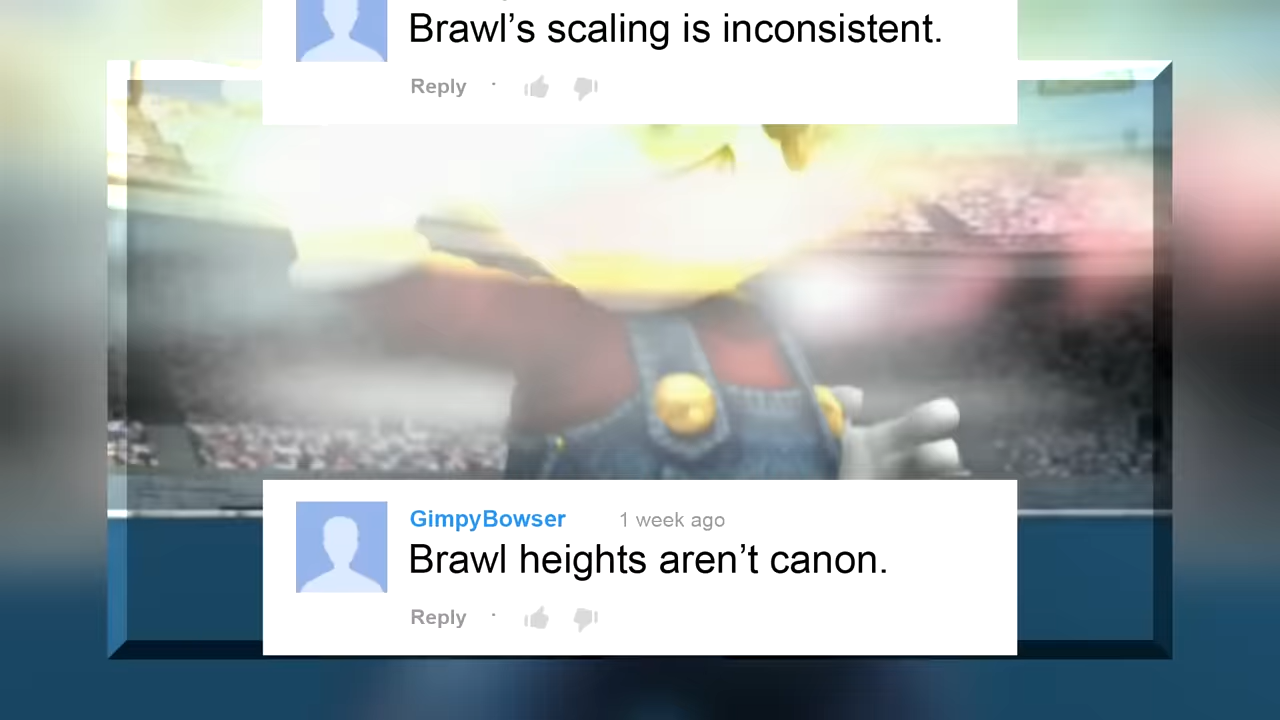 Brawl’s scaling is inconsistent.
Reply ·
GimpyBowser 1 week ago
Brawl heights aren’t canon.
Reply ·